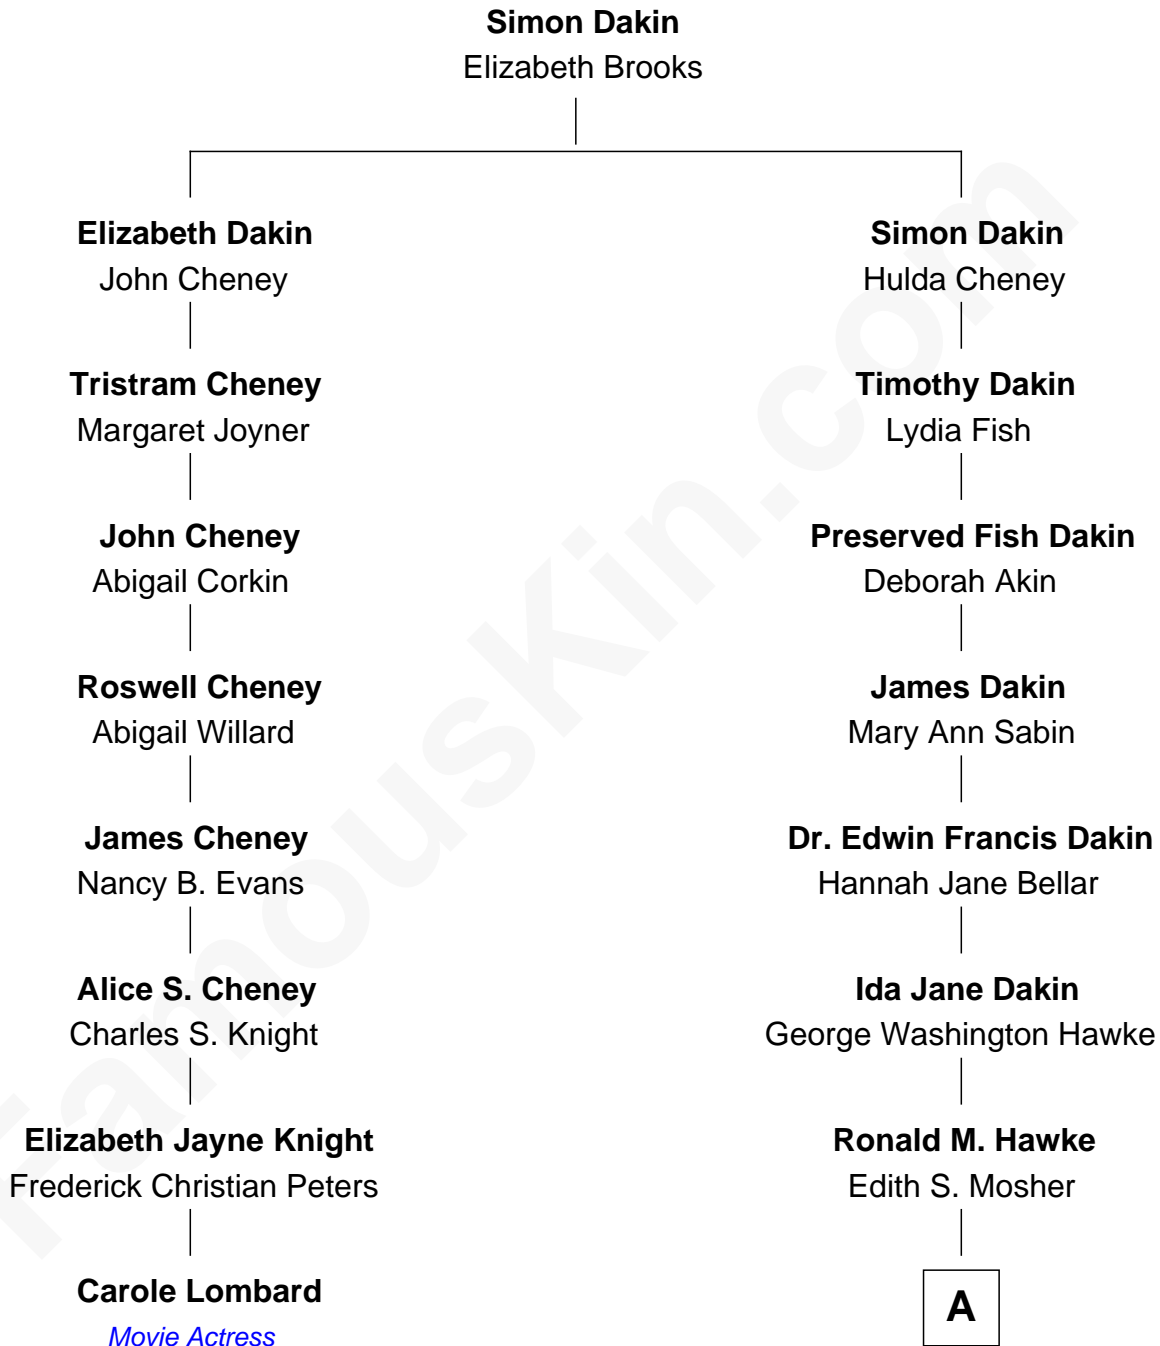 Simon Dakin
Elizabeth Brooks
Elizabeth Dakin
John Cheney
Simon Dakin
Hulda Cheney
Tristram Cheney
Margaret Joyner
Timothy Dakin
Lydia Fish
John Cheney
Abigail Corkin
Preserved Fish Dakin
Deborah Akin
Roswell Cheney
Abigail Willard
James Dakin
Mary Ann Sabin
James Cheney
Nancy B. Evans
Dr. Edwin Francis Dakin
Hannah Jane Bellar
Alice S. Cheney
Charles S. Knight
Ida Jane Dakin
George Washington Hawke
Elizabeth Jayne Knight
Frederick Christian Peters
Ronald M. Hawke
Edith S. Mosher
Carole Lombard
Movie Actress
A
FamousKin.com